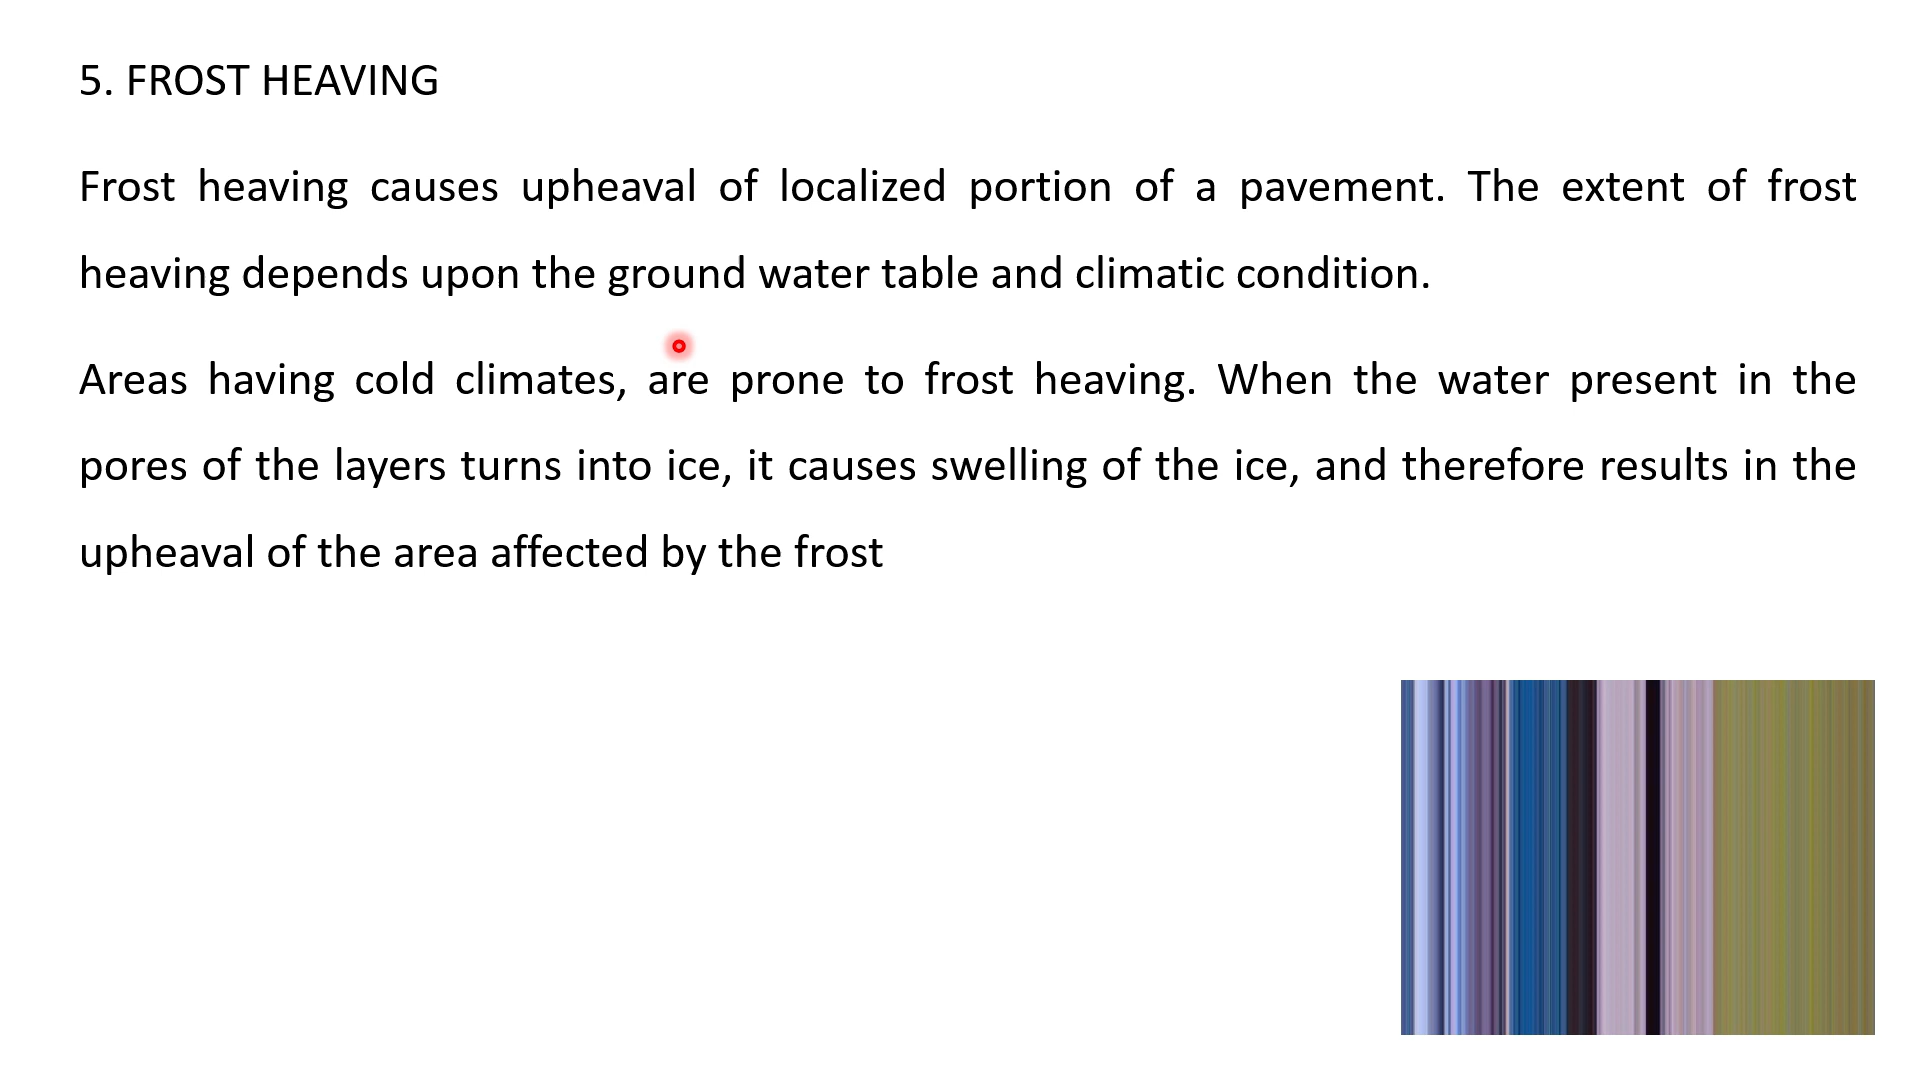 5. FROST HEAVING
Frost heaving causes upheaval of localized portion of a pavement. The extent of frost
heaving depends upon the ground water table and climatic condition.
Areas having cold climates, are prone to frost heaving. When the water present in the
pores of the layers turns into ice, it causes swelling of the ice, and therefore results in the
upheaval of the area affected by the frost